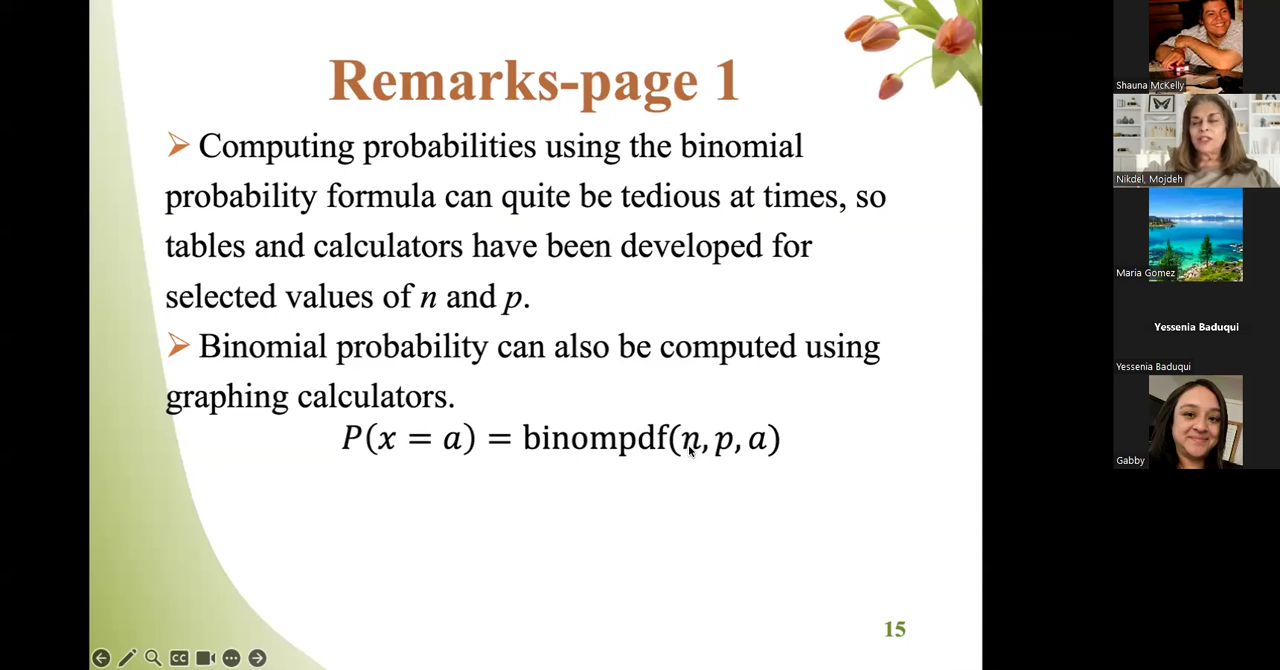 Remarks-page 1
➢ Computing probabilities using the binomial
probability formula can quite be tedious at times, so
tables and calculators have been developed for
selected values of n and p.
➢ Binomial probability can also be computed using
graphing calculators.
P(x = a) = binompdf(n, p, a)
15
CC
Shauna McKelly
Nikdel, Mojdeh
Maria Gomez
Yessenia Baduqui
Yessenia Baduqui
Gabby